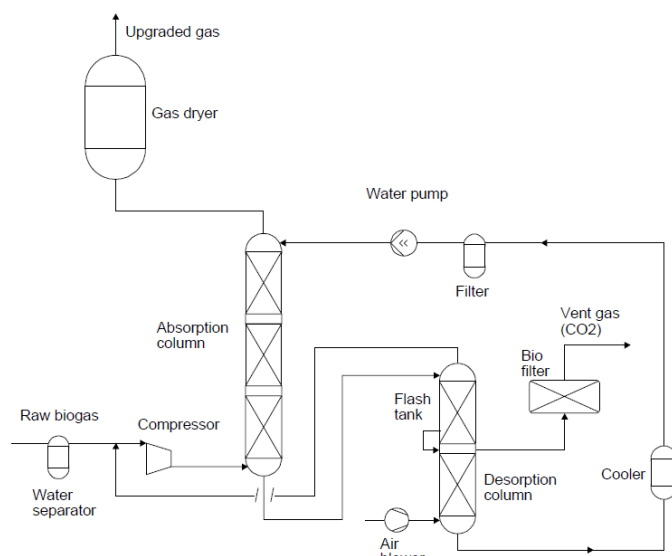 Upgraded gas
Gas dryer
Water pump
Filter
Absorption
column
Vent gas
(CO2)
Bio
filter
Flash
tank
Raw biogas
Compressor
Water
separator
Desorption
column
Cooler
Air
blower